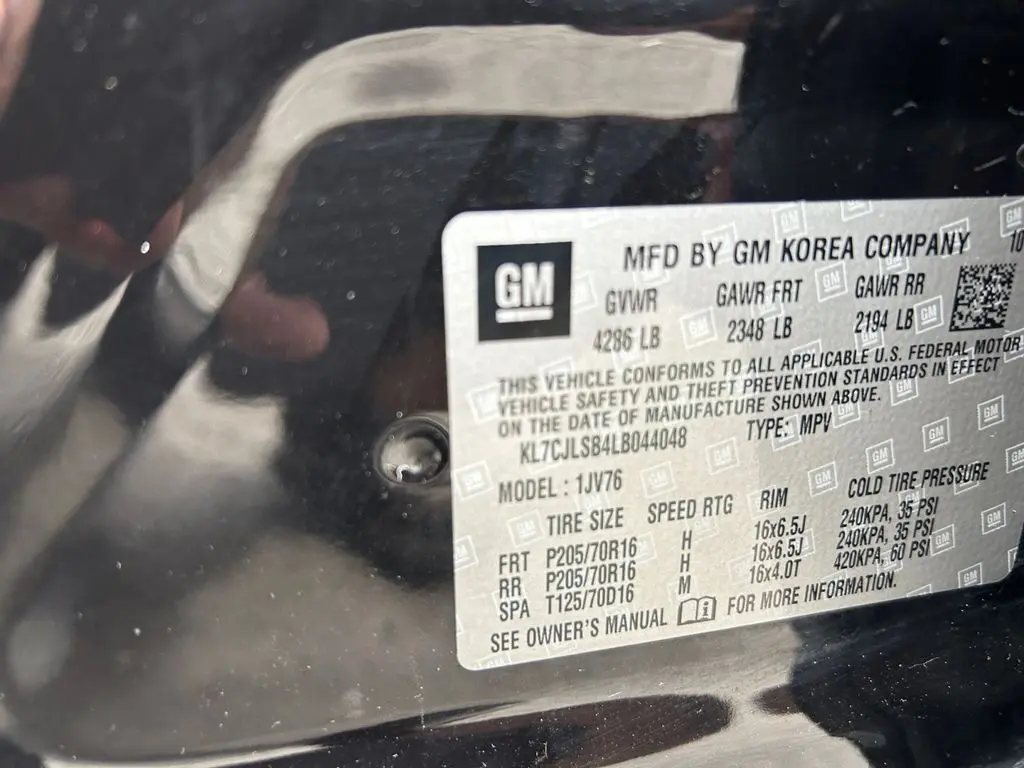 GM
MFD BY GM KOREA COMPANY 10
GVWR GAWR FRT GAWR RR
4286 LB 2348 LB 2194 LB
THIS VEHICLE CONFORMS TO ALL APPLICABLE U.S. FEDERAL MOTOR
VEHICLE SAFETY AND THEFT PREVENTION STANDARDS IN EFFECT
ON THE DATE OF MANUFACTURE SHOWN ABOVE.
KL7CJLSB4LB044048 TYPE: MPV
MODEL : 1JV76
TIRE SIZE SPEED RTG RIM COLD TIRE PRESSURE
FRT P205/70R16 H 16x6.5J 240KPA, 35 PSI
RR P205/70R16 H 16x6.5J 240KPA, 35 PSI
SPA T125/70D16 M 16x4.0T 420KPA, 60 PSI
SEE OWNER'S MANUAL FOR MORE INFORMATION.